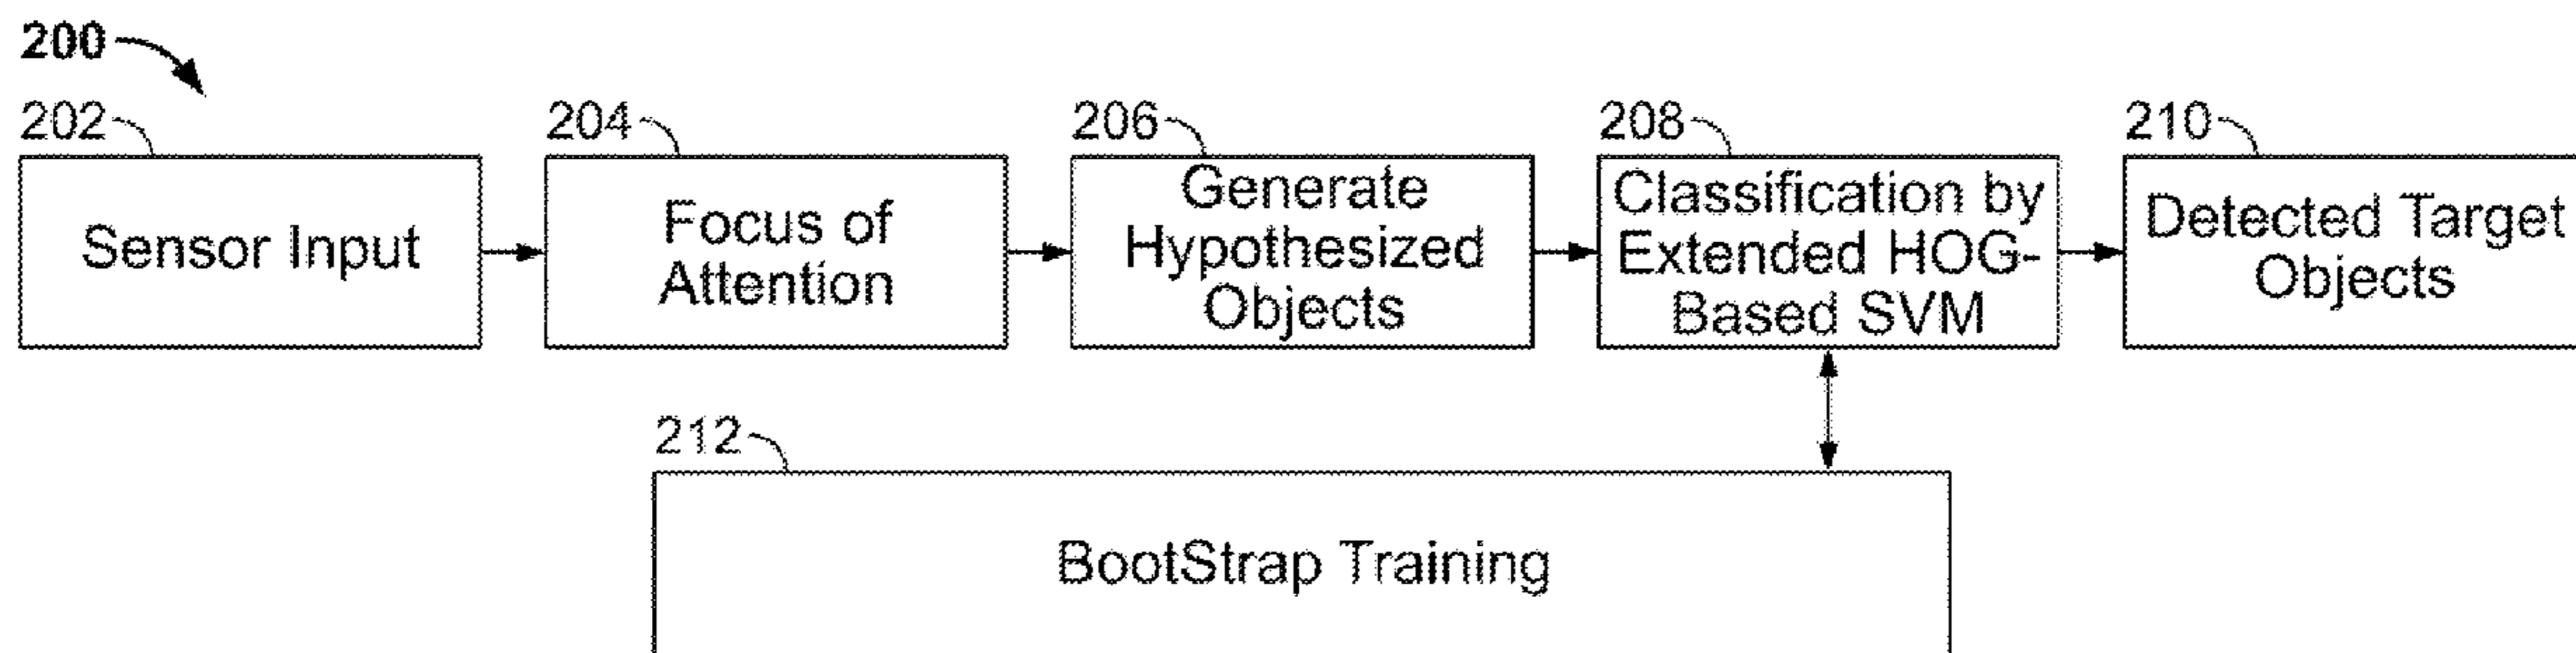 200
202
204
206
208
210
Sensor Input
Focus of
Attention
Generate
Hypothesized
Objects
Classification by
Extended HOG-
Based SVM
Detected Target
Objects
212
BootStrap Training